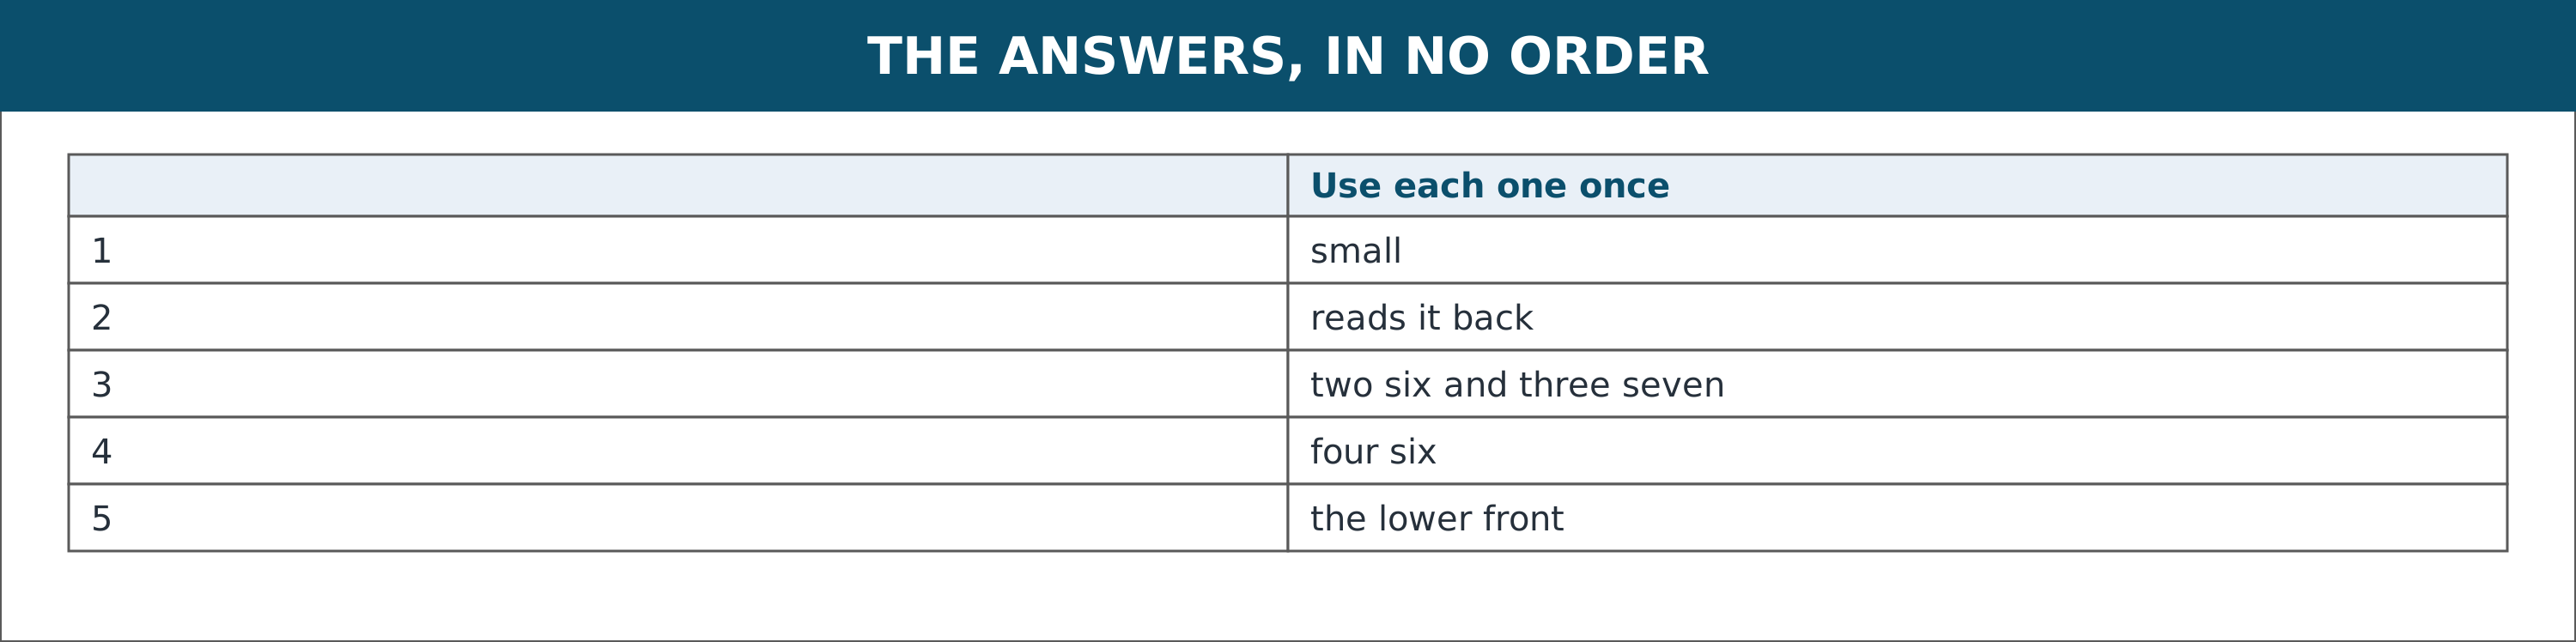 THE ANSWERS, IN NO ORDER
Use each one once
1 small
2 reads it back
3 two six and three seven
4 four six
5 the lower front